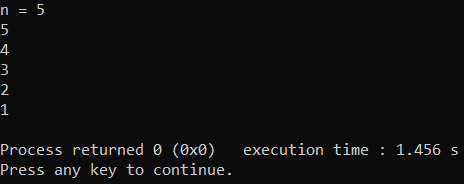 n = 5
5
4
3
2
1
Process returned 0 (0x0)   execution time : 1.456 s
Press any key to continue.